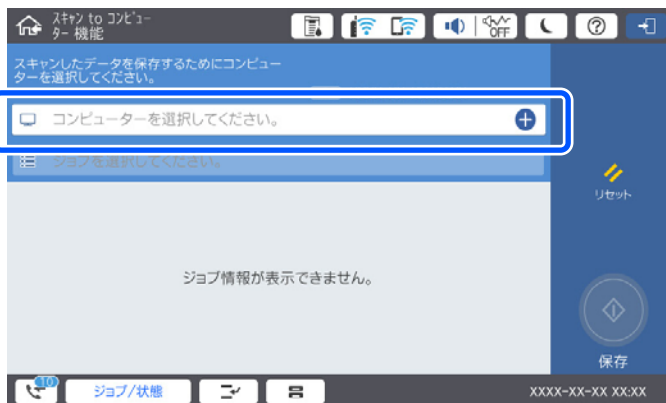 スキャン to コンピュー
ター 機能
OFF
スキャンしたデータを保存するためにコンピュー
ターを選択してください。
コンピューターを選択してください。
ジョブを選択してください。
リセット
ジョブ情報が表示できません。
保存
10
ジョブ/状態
XXXX-XX-XX XX:XX